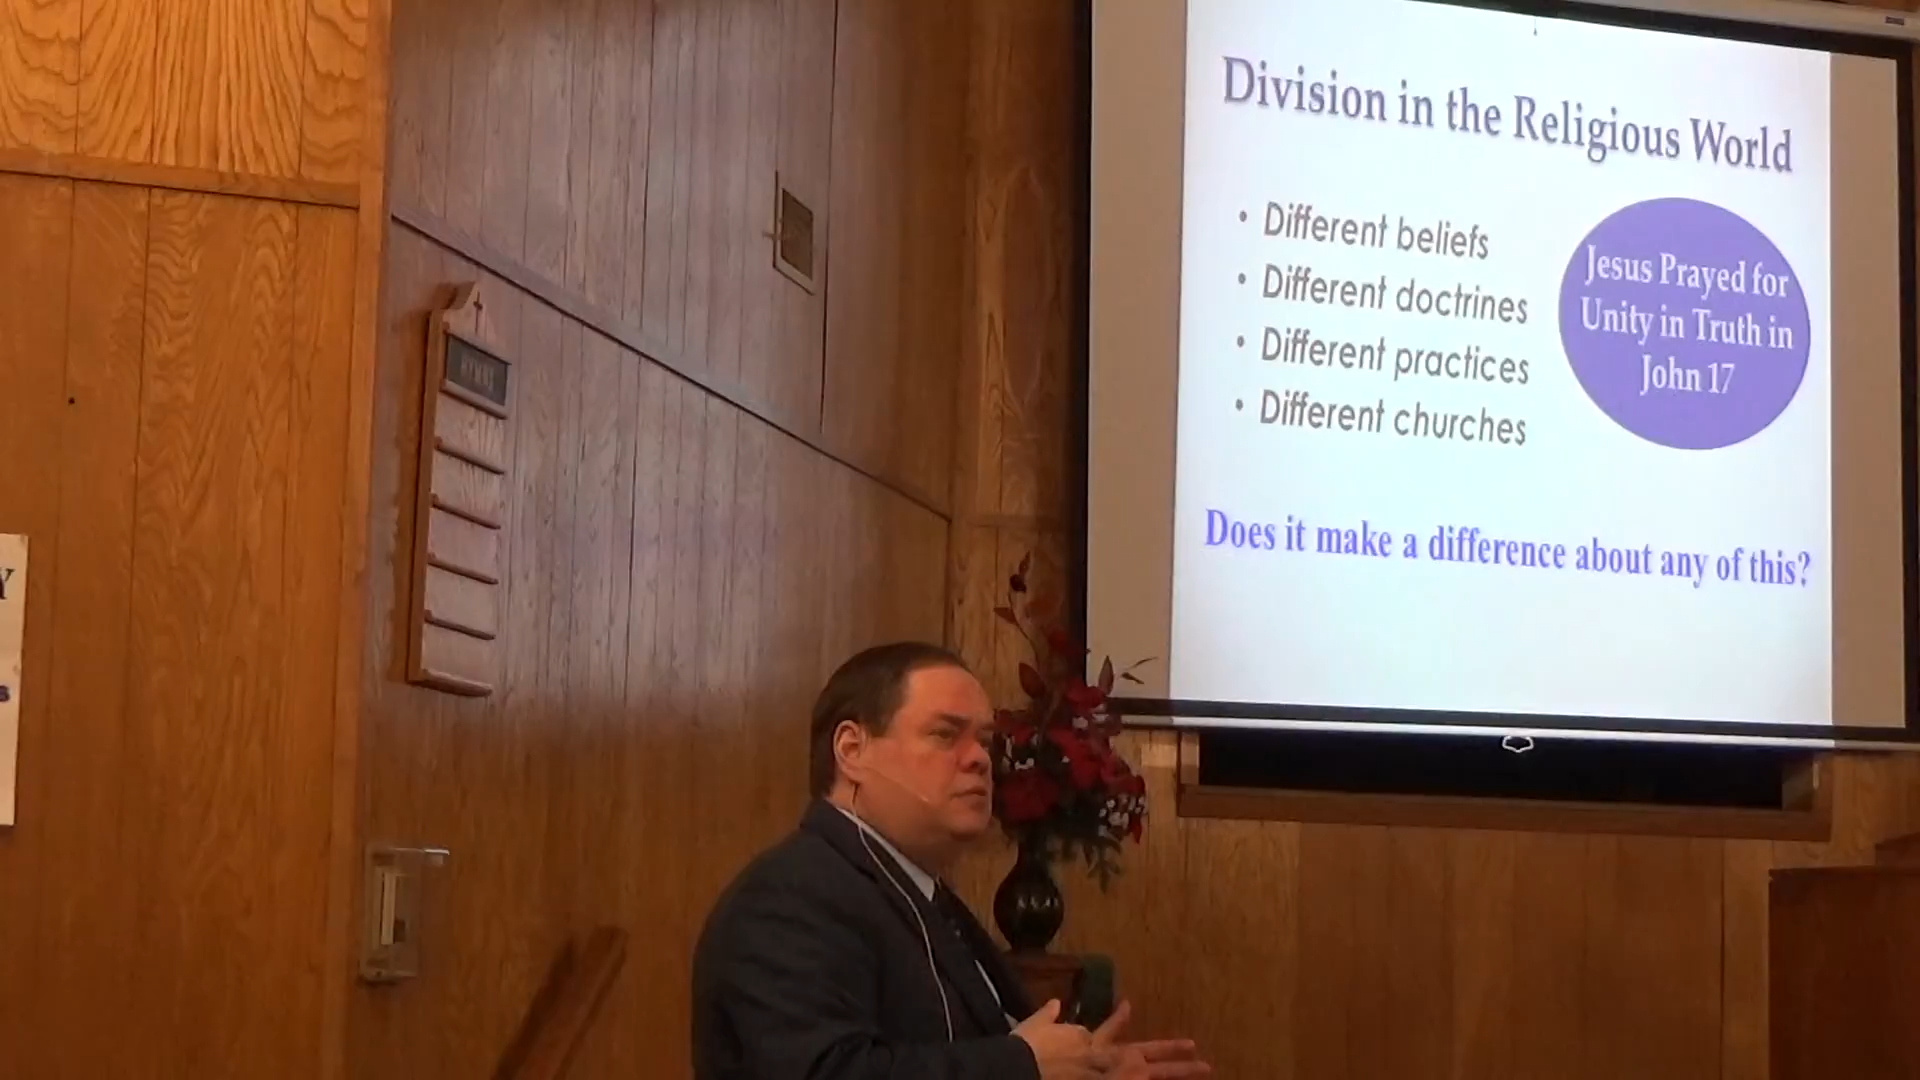 Division in the Religious World
• Different beliefs
• Different doctrines
• Different practices
• Different churches
Jesus Prayed for
Unity in Truth in
John 17
Does it make a difference about any of this?
HYMNS
Y
s